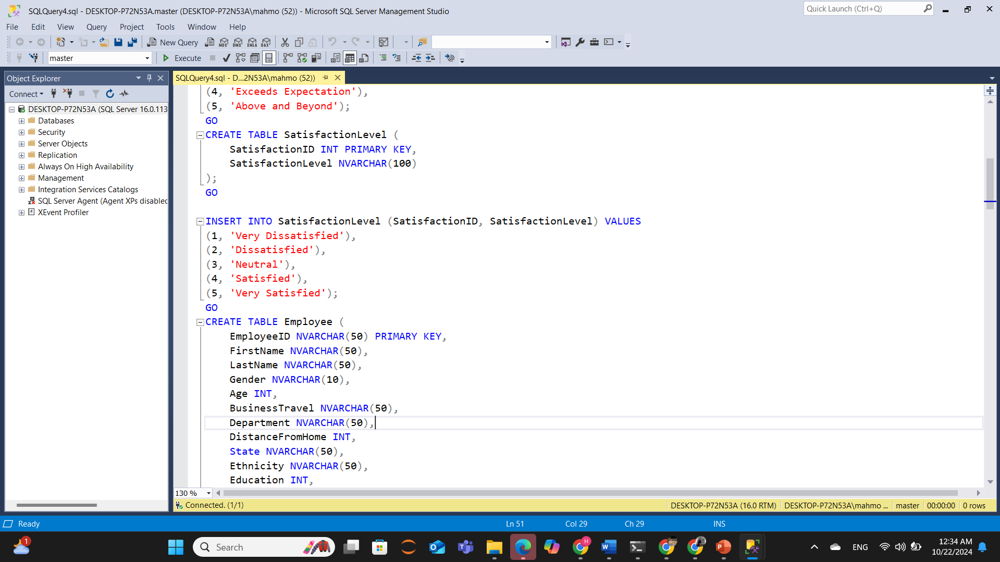 SQLQuery4.sql - DESKTOP-P72N53A.master (DESKTOP-P72N53A\mahmo (52)) - Microsoft SQL Server Management Studio
Quick Launch (Ctrl+Q)
File Edit View Query Project Tools Window Help
New Query MDX DMX XMLA DAX
master Execute
Object Explorer
SQLQuery4.sql - D...2N53A\mahmo (52))
Connect
DESKTOP-P72N53A (SQL Server 16.0.113
Databases
Security
Server Objects
Replication
Always On High Availability
Management
Integration Services Catalogs
SQL Server Agent (Agent XPs disabled
XEvent Profiler
(4, 'Exceeds Expectation'),
(5, 'Above and Beyond');
GO
CREATE TABLE SatisfactionLevel (
SatisfactionID INT PRIMARY KEY,
SatisfactionLevel NVARCHAR(100)
);
GO
INSERT INTO SatisfactionLevel (SatisfactionID, SatisfactionLevel) VALUES
(1, 'Very Dissatisfied'),
(2, 'Dissatisfied'),
(3, 'Neutral'),
(4, 'Satisfied'),
(5, 'Very Satisfied');
GO
CREATE TABLE Employee (
EmployeeID NVARCHAR(50) PRIMARY KEY,
FirstName NVARCHAR(50),
LastName NVARCHAR(50),
Gender NVARCHAR(10),
Age INT,
BusinessTravel NVARCHAR(50),
Department NVARCHAR(50),
DistanceFromHome INT,
State NVARCHAR(50),
Ethnicity NVARCHAR(50),
Education INT,
130 %
Connected. (1/1) DESKTOP-P72N53A (16.0 RTM) DESKTOP-P72N53A\mahmo ... master 00:00:00 0 rows
Ready Ln 51 Col 29 Ch 29 INS
1 Search ENG 12:34 AM
10/22/2024